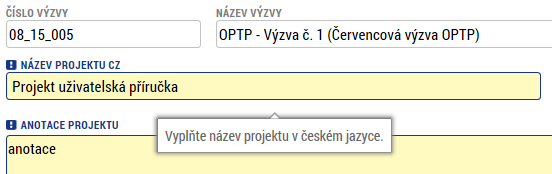 ČÍSLO VÝZVY NÁZEV VÝZVY
08_15_005 OPTP - Výzva č. 1 (Červencová výzva OPTP)
NÁZEV PROJEKTU CZ
Projekt uživatelská příručka
ANOTACE PROJEKTU
Vyplňte název projektu v českém jazyce.
anotace